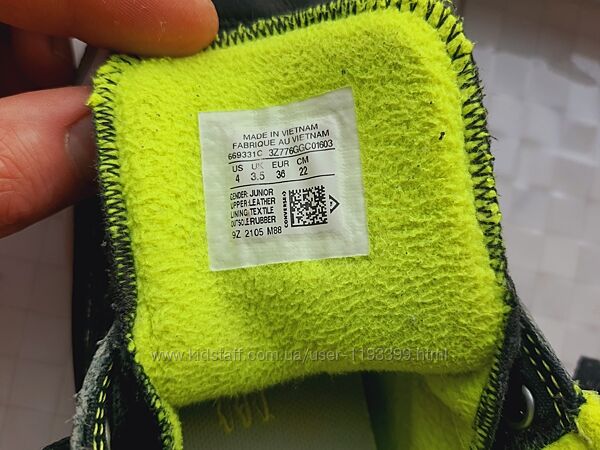 MADE IN VIETNAM
FABRIQUE AU VIETNAM
669331C 3Z776GGC01603
US UK EUR CM
4 3.5 36 22
GENDER: JUNIOR
UPPER: LEATHER
LINING: TEXTILE
OUTSOLE: RUBBER
9Z 2105 M88
CONVERSE
www.kidstaff.com.ua/user-1193399.html